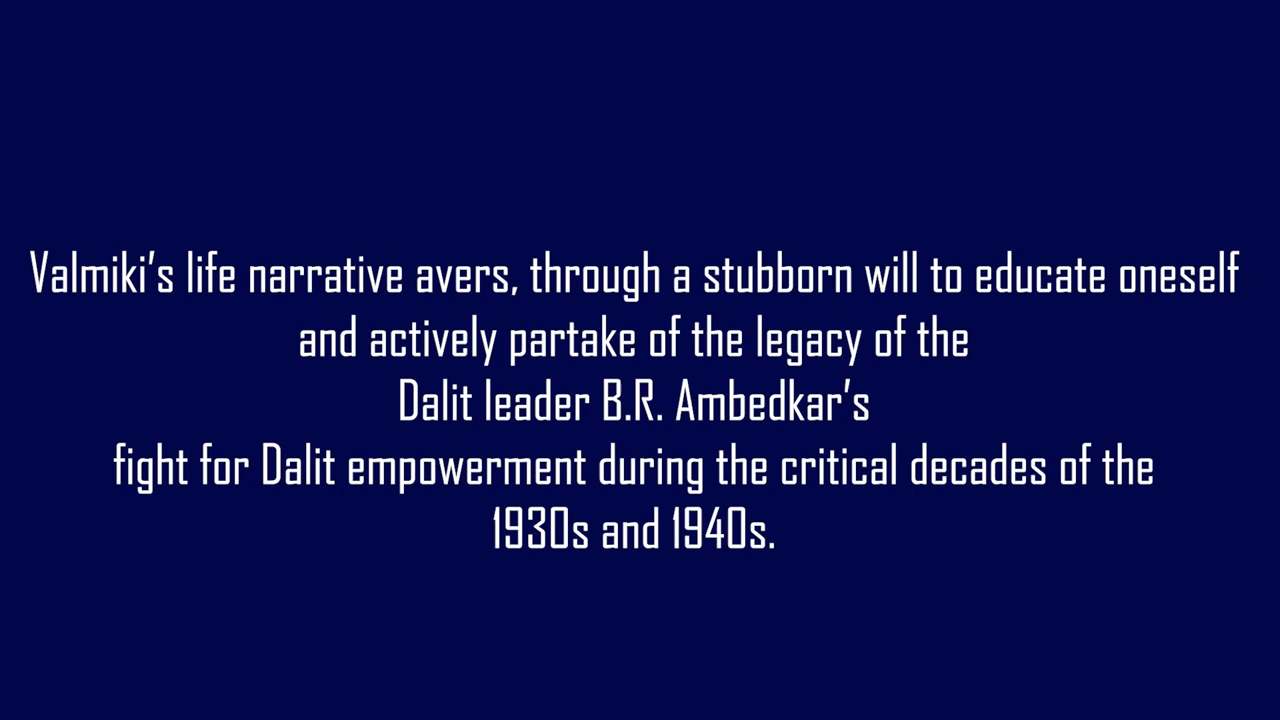 Valmiki’s life narrative avers, through a stubborn will to educate oneself
and actively partake of the legacy of the
Dalit leader B.R. Ambedkar’s
fight for Dalit empowerment during the critical decades of the
1930s and 1940s.